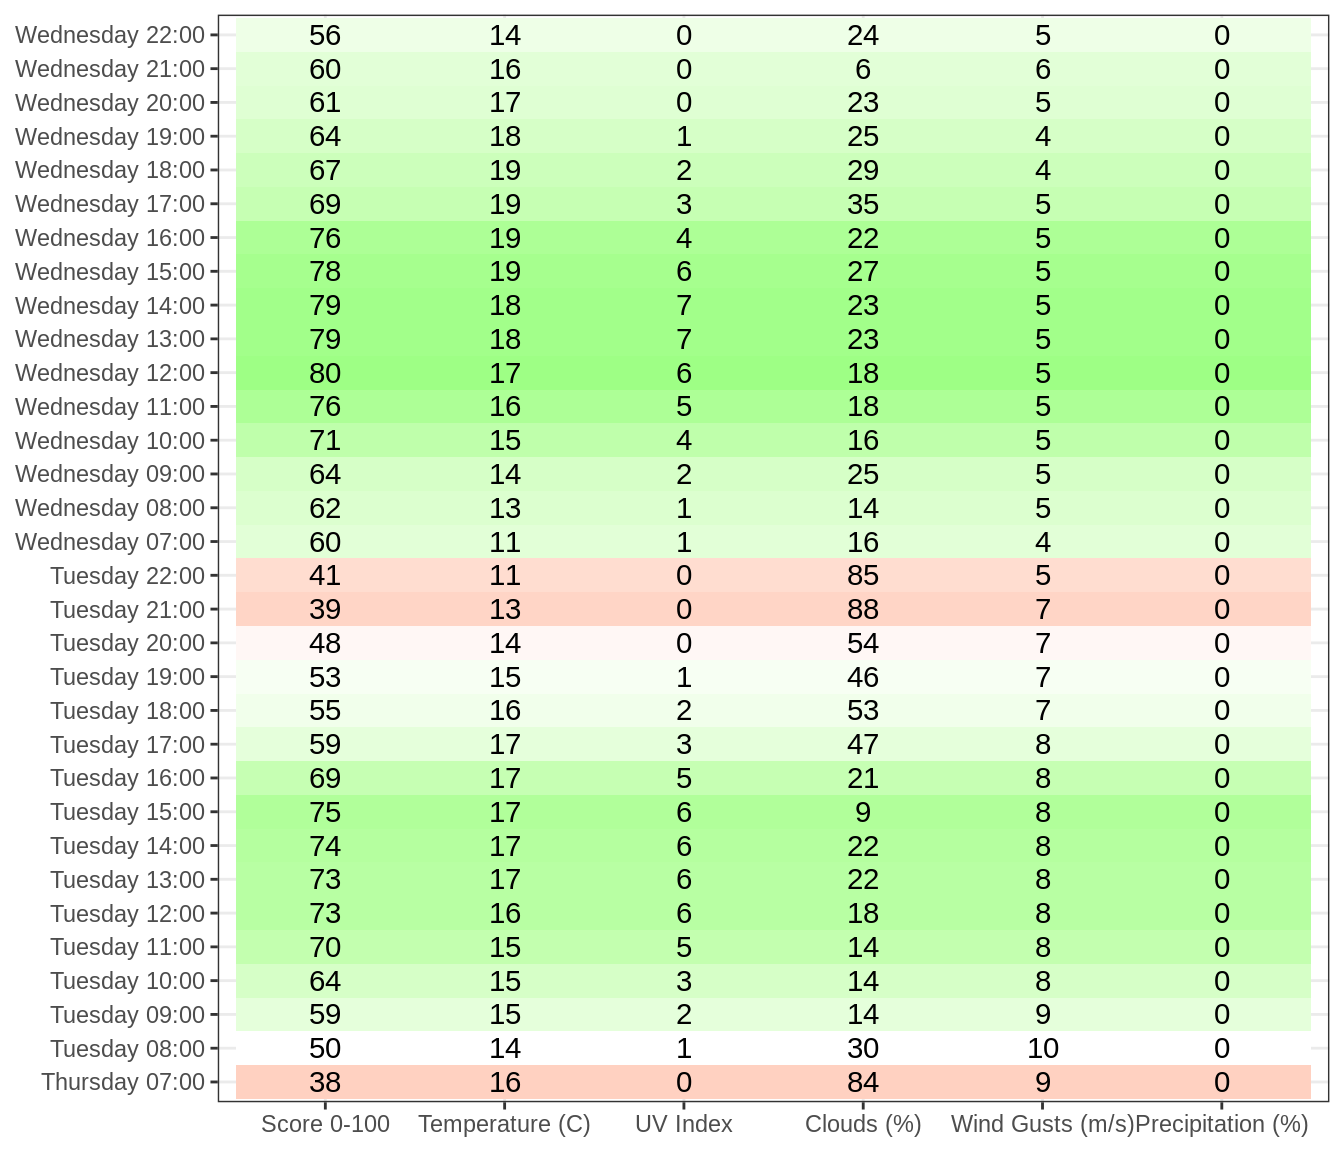 Wednesday 22:00 56 14 0 24 5 0
Wednesday 21:00 60 16 0 6 6 0
Wednesday 20:00 61 17 0 23 5 0
Wednesday 19:00 64 18 1 25 4 0
Wednesday 18:00 67 19 2 29 4 0
Wednesday 17:00 69 19 3 35 5 0
Wednesday 16:00 76 19 4 22 5 0
Wednesday 15:00 78 19 6 27 5 0
Wednesday 14:00 79 18 7 23 5 0
Wednesday 13:00 79 18 7 23 5 0
Wednesday 12:00 80 17 6 18 5 0
Wednesday 11:00 76 16 5 18 5 0
Wednesday 10:00 71 15 4 16 5 0
Wednesday 09:00 64 14 2 25 5 0
Wednesday 08:00 62 13 1 14 5 0
Wednesday 07:00 60 11 1 16 4 0
Tuesday 22:00 41 11 0 85 5 0
Tuesday 21:00 39 13 0 88 7 0
Tuesday 20:00 48 14 0 54 7 0
Tuesday 19:00 53 15 1 46 7 0
Tuesday 18:00 55 16 2 53 7 0
Tuesday 17:00 59 17 3 47 8 0
Tuesday 16:00 69 17 5 21 8 0
Tuesday 15:00 75 17 6 9 8 0
Tuesday 14:00 74 17 6 22 8 0
Tuesday 13:00 73 17 6 22 8 0
Tuesday 12:00 73 16 6 18 8 0
Tuesday 11:00 70 15 5 14 8 0
Tuesday 10:00 64 15 3 14 8 0
Tuesday 09:00 59 15 2 14 9 0
Tuesday 08:00 50 14 1 30 10 0
Thursday 07:00 38 16 0 84 9 0
Score 0-100 Temperature (C) UV Index Clouds (%) Wind Gusts (m/s) Precipitation (%)